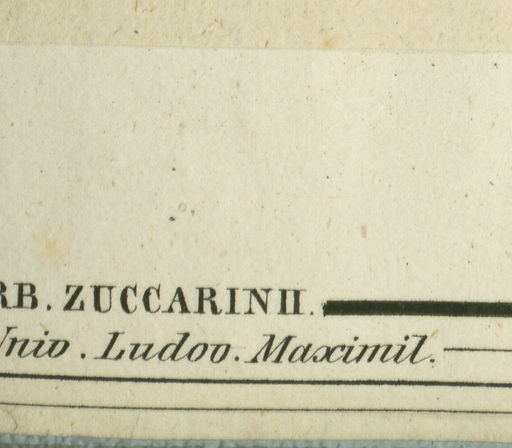 RB. ZUCCARINII.
Univ. Ludov. Maximil.